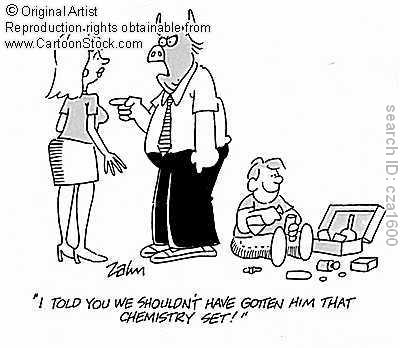 © Original Artist
Reproduction rights obtainable from
www.CartoonStock.com
search ID: cza1600
Zahn
"I TOLD YOU WE SHOULDN'T HAVE GOTTEN HIM THAT
CHEMISTRY SET!"